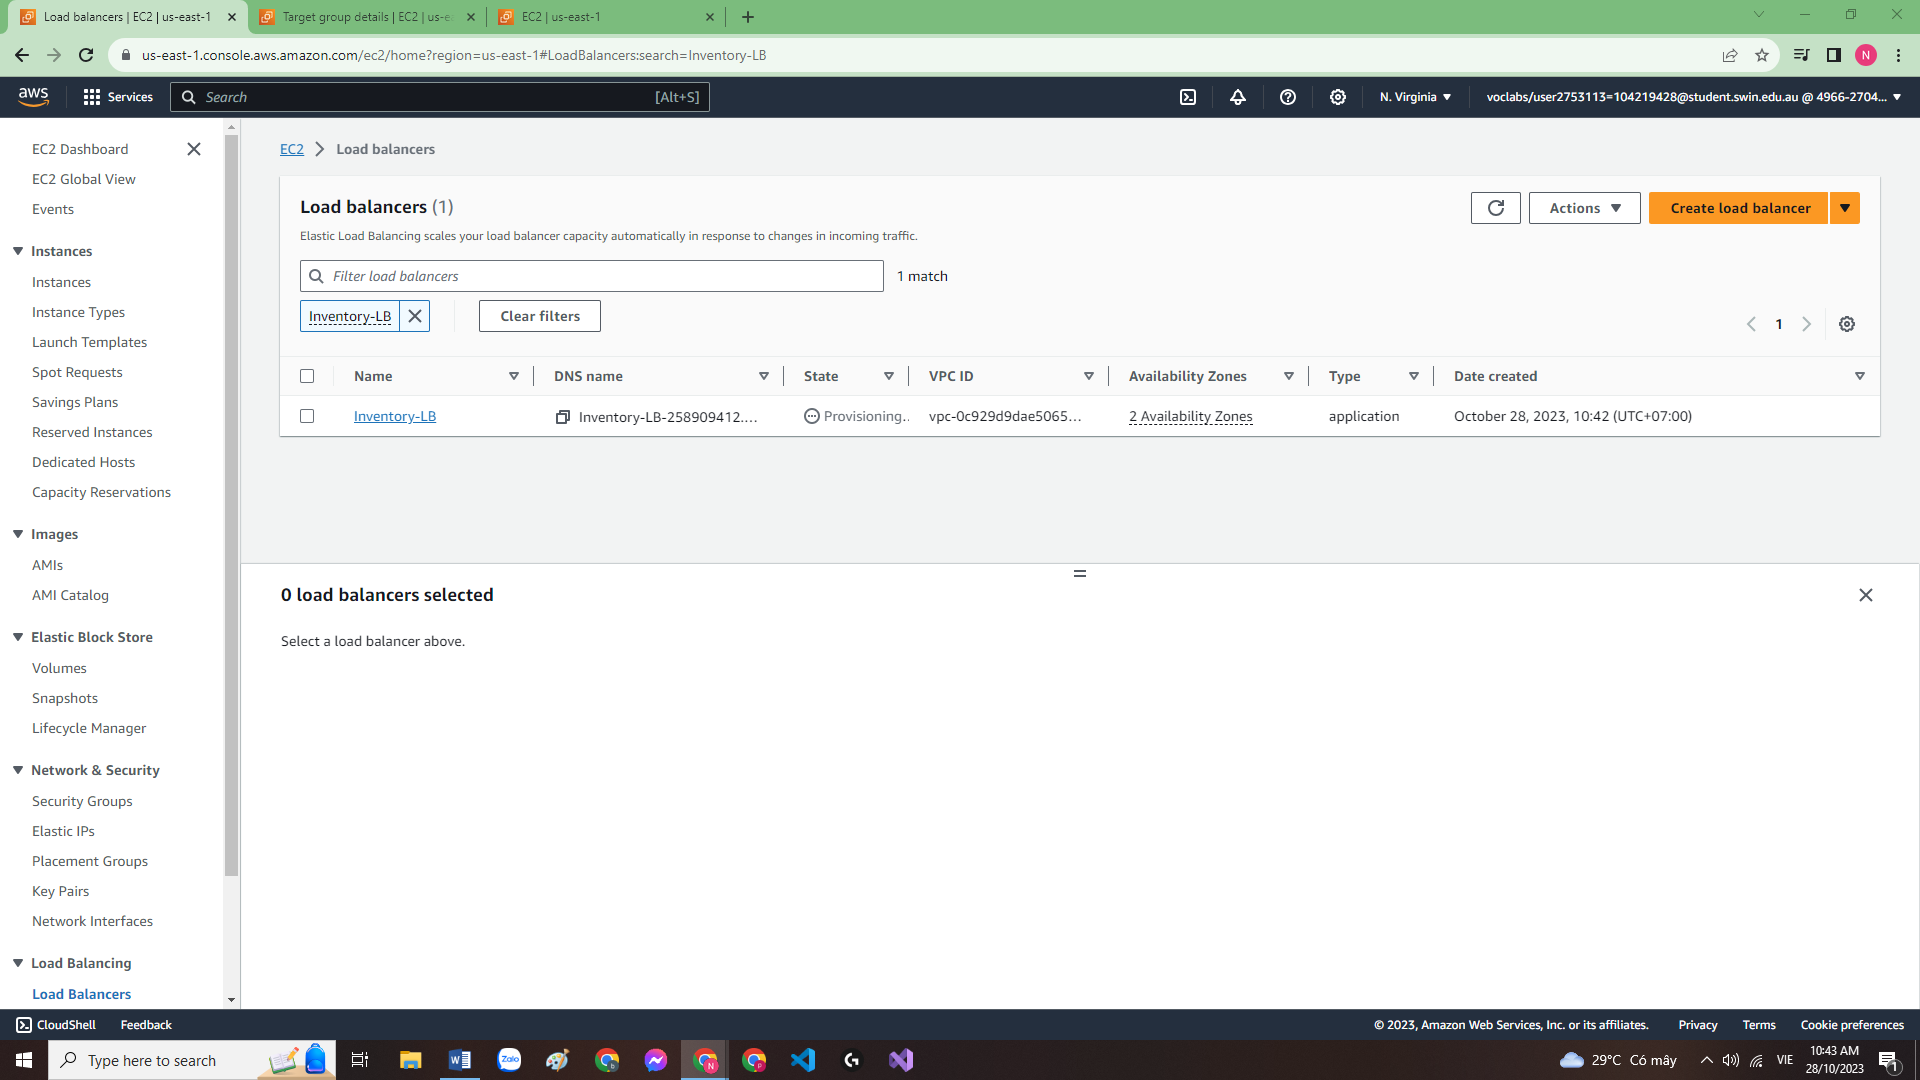 Load balancers | EC2 | us-east-1
Target group details | EC2 | us-ea
EC2 | us-east-1
us-east-1.console.aws.amazon.com/ec2/home?region=us-east-1#LoadBalancers:search=Inventory-LB
N
aws
Services
Search
[Alt+S]
N. Virginia
voclabs/user2753113=104219428@student.swin.edu.au @ 4966-2704...
EC2 Dashboard
EC2 Global View
Events
Instances
Instances
Instance Types
Launch Templates
Spot Requests
Savings Plans
Reserved Instances
Dedicated Hosts
Capacity Reservations
Images
AMIs
AMI Catalog
Elastic Block Store
Volumes
Snapshots
Lifecycle Manager
Network & Security
Security Groups
Elastic IPs
Placement Groups
Key Pairs
Network Interfaces
Load Balancing
Load Balancers
EC2 Load balancers
Load balancers (1)
Elastic Load Balancing scales your load balancer capacity automatically in response to changes in incoming traffic.
Actions
Create load balancer
Filter load balancers
1 match
Inventory-LB
Clear filters
1
Name DNS name State VPC ID Availability Zones Type Date created
Inventory-LB Inventory-LB-258909412.... Provisioning.. vpc-0c929d9dae5065... 2 Availability Zones application October 28, 2023, 10:42 (UTC+07:00)
0 load balancers selected
Select a load balancer above.
CloudShell
Feedback
© 2023, Amazon Web Services, Inc. or its affiliates.
Privacy
Terms
Cookie preferences
Type here to search
Zalo
29°C Có mây
VIE
10:43 AM
28/10/2023
1